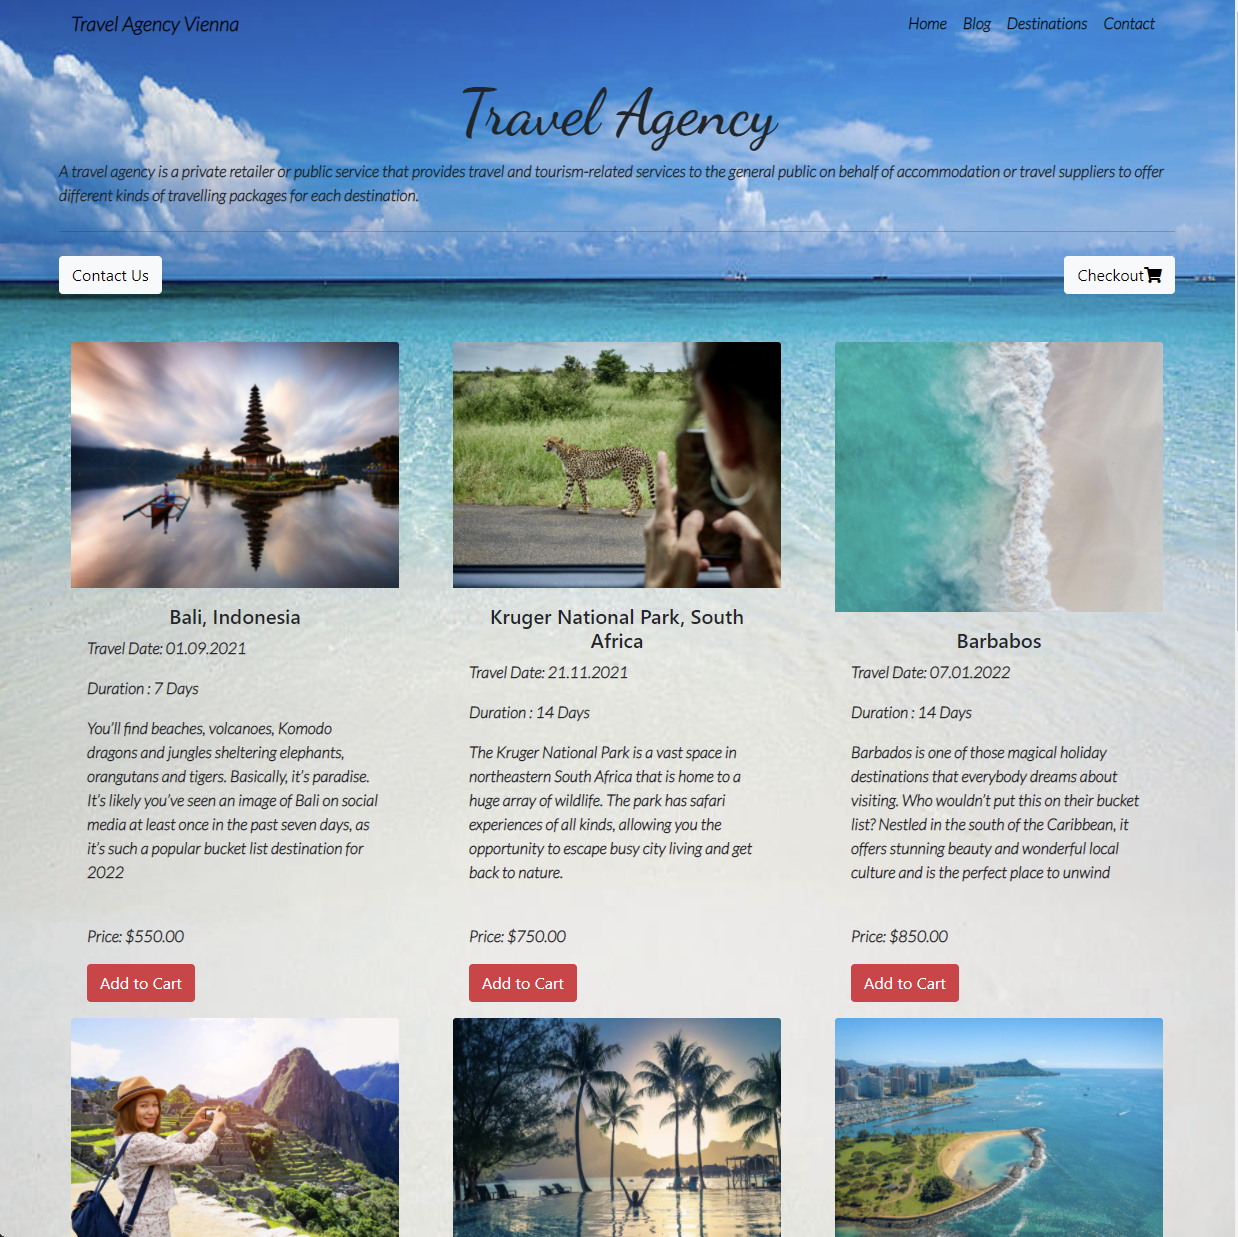 Travel Agency Vienna
Home Blog Destinations Contact
Travel Agency
A travel agency is a private retailer or public service that provides travel and tourism-related services to the general public on behalf of accommodation or travel suppliers to offer
different kinds of travelling packages for each destination.
Contact Us
Checkout
Bali, Indonesia
Travel Date: 01.09.2021
Duration : 7 Days
You’ll find beaches, volcanoes, Komodo
dragons and jungles sheltering elephants,
orangutans and tigers. Basically, it’s paradise.
It’s likely you’ve seen an image of Bali on social
media at least once in the past seven days, as
it’s such a popular bucket list destination for
2022
Price: $550.00
Add to Cart
Kruger National Park, South
Africa
Travel Date: 21.11.2021
Duration : 14 Days
The Kruger National Park is a vast space in
northeastern South Africa that is home to a
huge array of wildlife. The park has safari
experiences of all kinds, allowing you the
opportunity to escape busy city living and get
back to nature.
Price: $750.00
Add to Cart
Barbabos
Travel Date: 07.01.2022
Duration : 14 Days
Barbados is one of those magical holiday
destinations that everybody dreams about
visiting. Who wouldn’t put this on their bucket
list? Nestled in the south of the Caribbean, it
offers stunning beauty and wonderful local
culture and is the perfect place to unwind
Price: $850.00
Add to Cart